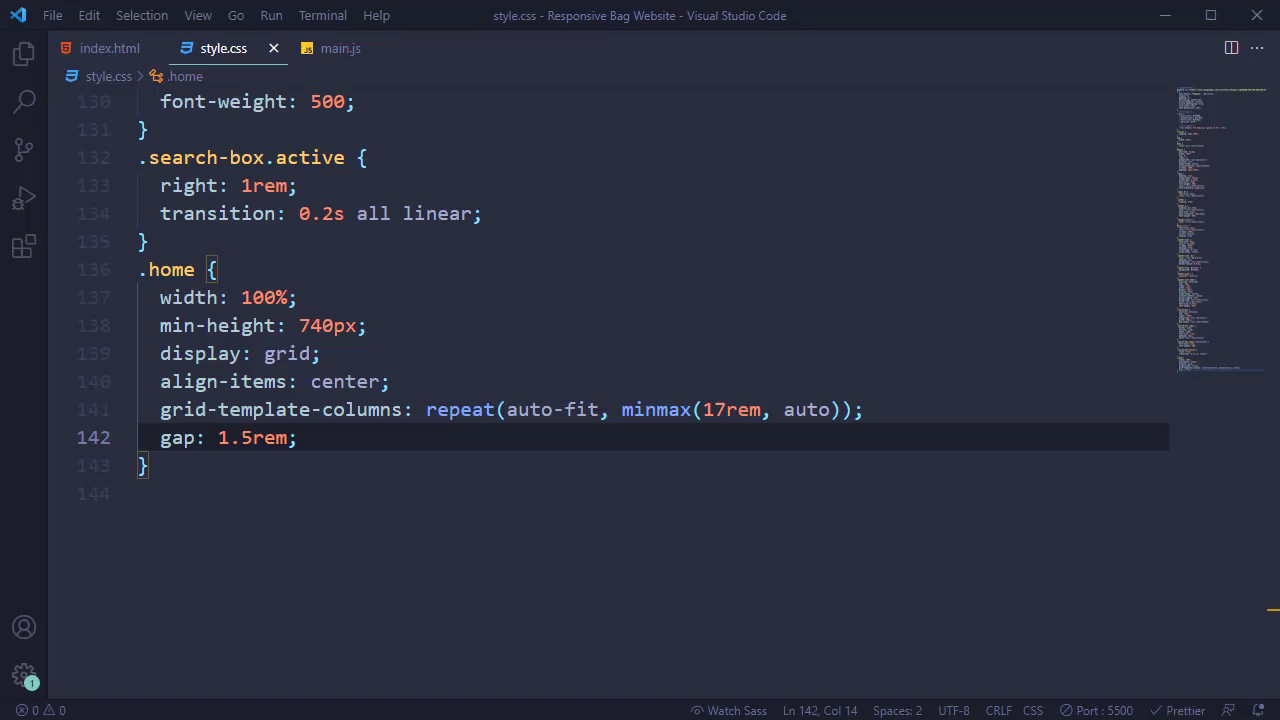 File Edit Selection View Go Run Terminal Help style.css - Responsive Bag Website - Visual Studio Code
index.html style.css main.js
style.css > .home
130 font-weight: 500;
131 }
132 .search-box.active {
133 right: 1rem;
134 transition: 0.2s all linear;
135 }
136 .home {
137 width: 100%;
138 min-height: 740px;
139 display: grid;
140 align-items: center;
141 grid-template-columns: repeat(auto-fit, minmax(17rem, auto));
142 gap: 1.5rem;
143 }
144
1
0 0 Watch Sass Ln 142, Col 14 Spaces: 2 UTF-8 CRLF CSS Port : 5500 Prettier